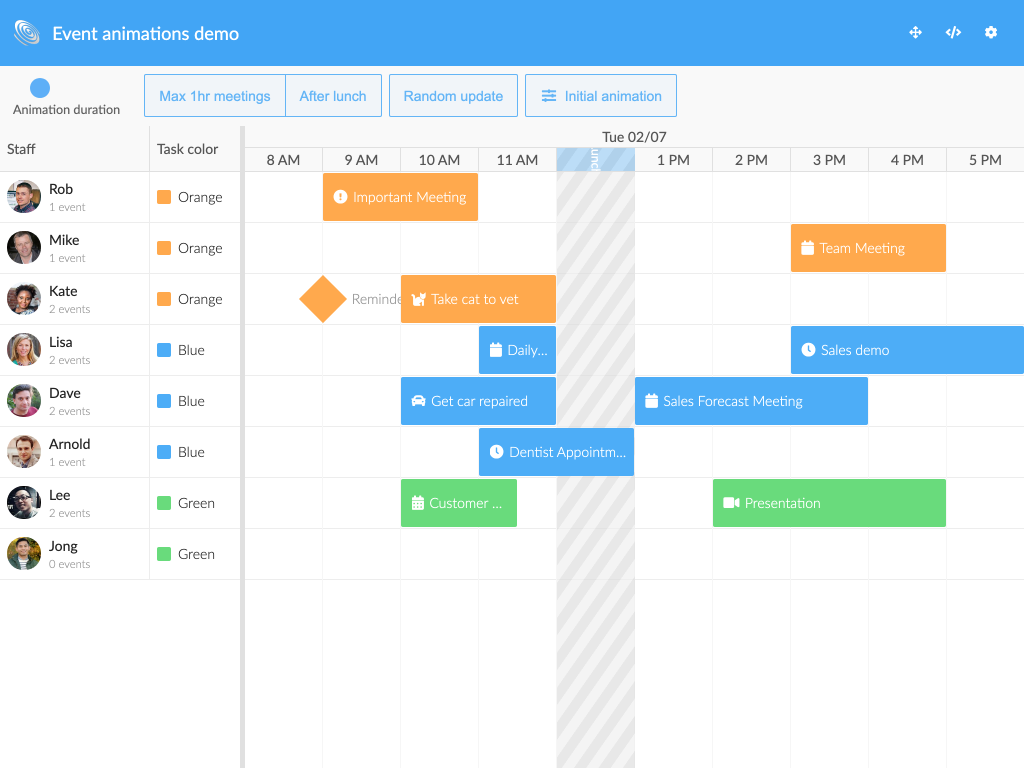 Event animations demo
Animation duration
Max 1hr meetings
After lunch
Random update
Initial animation
Staff
Task color
Tue 02/07
8 AM
9 AM
10 AM
11 AM
1 PM
2 PM
3 PM
4 PM
5 PM
Rob
1 event
Orange
Important Meeting
Mike
1 event
Orange
Team Meeting
Kate
2 events
Orange
Take cat to vet
Lisa
2 events
Blue
Daily...
Sales demo
Dave
2 events
Blue
Get car repaired
Sales Forecast Meeting
Arnold
1 event
Blue
Dentist Appointm...
Lee
2 events
Green
Customer ...
Presentation
Jong
0 events
Green